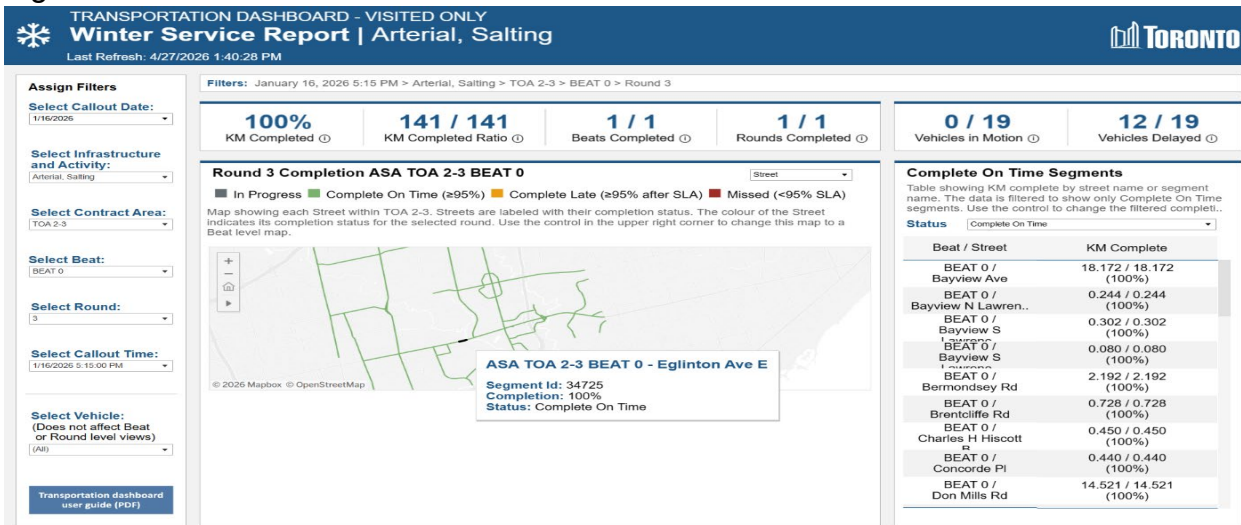 TRANSPORTATION DASHBOARD - VISITED ONLY
Winter Service Report | Arterial, Salting
Last Refresh: 4/27/2026 1:40:28 PM
TORONTO
Assign Filters
Select Callout Date:
1/16/2026
Select Infrastructure
and Activity:
Arterial, Salting
Select Contract Area:
TOA 2-3
Select Beat:
BEAT 0
Select Round:
3
Select Callout Time:
1/16/2026 5:15:00 PM
Select Vehicle:
(Does not affect Beat
or Round level views)
(All)
Transportation dashboard
user guide (PDF)
Filters: January 16, 2026 5:15 PM > Arterial, Salting > TOA 2-3 > BEAT 0 > Round 3
100%
KM Completed
141 / 141
KM Completed Ratio
1 / 1
Beats Completed
1 / 1
Rounds Completed
0 / 19
Vehicles in Motion
12 / 19
Vehicles Delayed
Round 3 Completion ASA TOA 2-3 BEAT 0
Street
In Progress Complete On Time (≥95%) Complete Late (≥95% after SLA) Missed (<95% SLA)
Map showing each Street within TOA 2-3. Streets are labeled with their completion status. The colour of the Street
indicates its completion status for the selected round. Use the control in the upper right corner to change this map to a
Beat level map.
ASA TOA 2-3 BEAT 0 - Eglinton Ave E
Segment Id: 34725
Completion: 100%
Status: Complete On Time
© 2026 Mapbox © OpenStreetMap
Complete On Time Segments
Table showing KM complete by street name or segment
name. The data is filtered to show only Complete On Time
segments. Use the control to change the filtered completi..
Status Complete On Time
Beat / Street KM Complete
BEAT 0 / 18.172 / 18.172
Bayview Ave (100%)
BEAT 0 / 0.244 / 0.244
Bayview N Lawren.. (100%)
BEAT 0 / 0.302 / 0.302
Bayview S (100%)
BEAT 0 / 0.080 / 0.080
Bayview S (100%)
BEAT 0 / 2.192 / 2.192
Bermondsey Rd (100%)
BEAT 0 / 0.728 / 0.728
Brentcliffe Rd (100%)
BEAT 0 / 0.450 / 0.450
Charles H Hiscott (100%)
BEAT 0 / 0.440 / 0.440
Concorde Pl (100%)
BEAT 0 / 14.521 / 14.521
Don Mills Rd (100%)